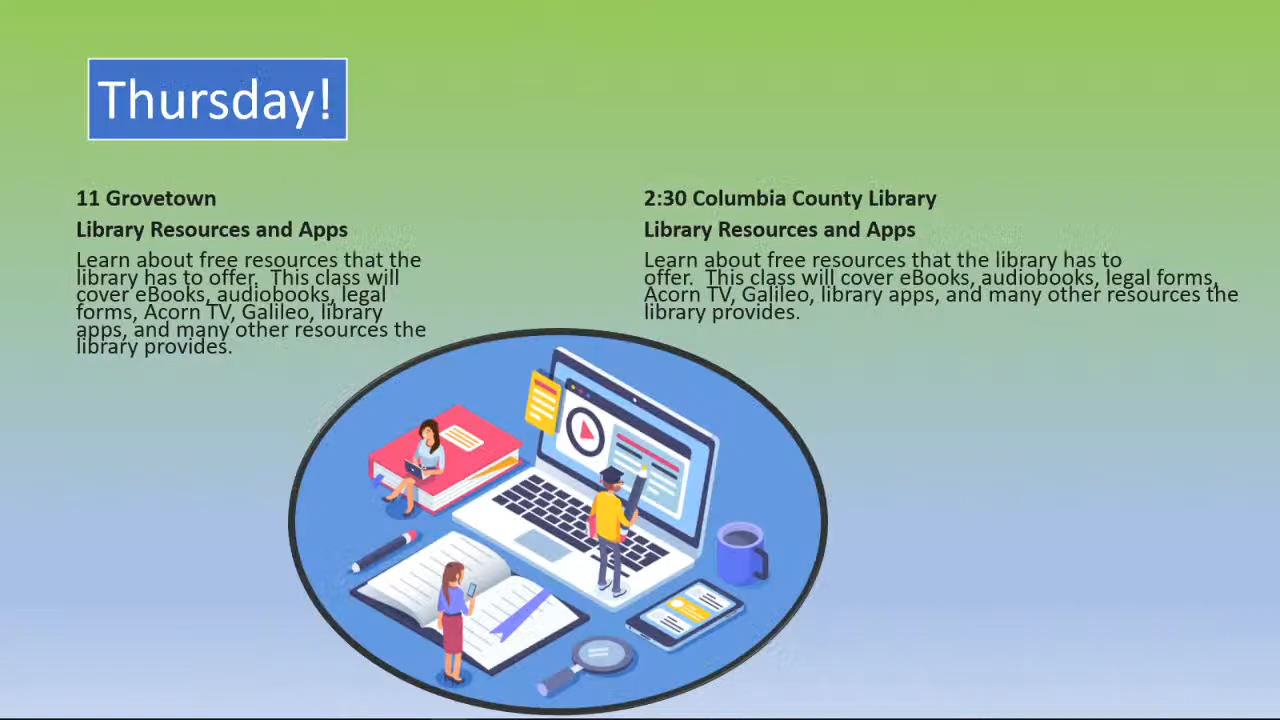 Thursday!
11 Grovetown
Library Resources and Apps
Learn about free resources that the
library has to offer.  This class will
cover eBooks, audiobooks, legal
forms, Acorn TV, Galileo, library
apps, and many other resources the
library provides.
2:30 Columbia County Library
Library Resources and Apps
Learn about free resources that the library has to
offer.  This class will cover eBooks, audiobooks, legal forms,
Acorn TV, Galileo, library apps, and many other resources the
library provides.